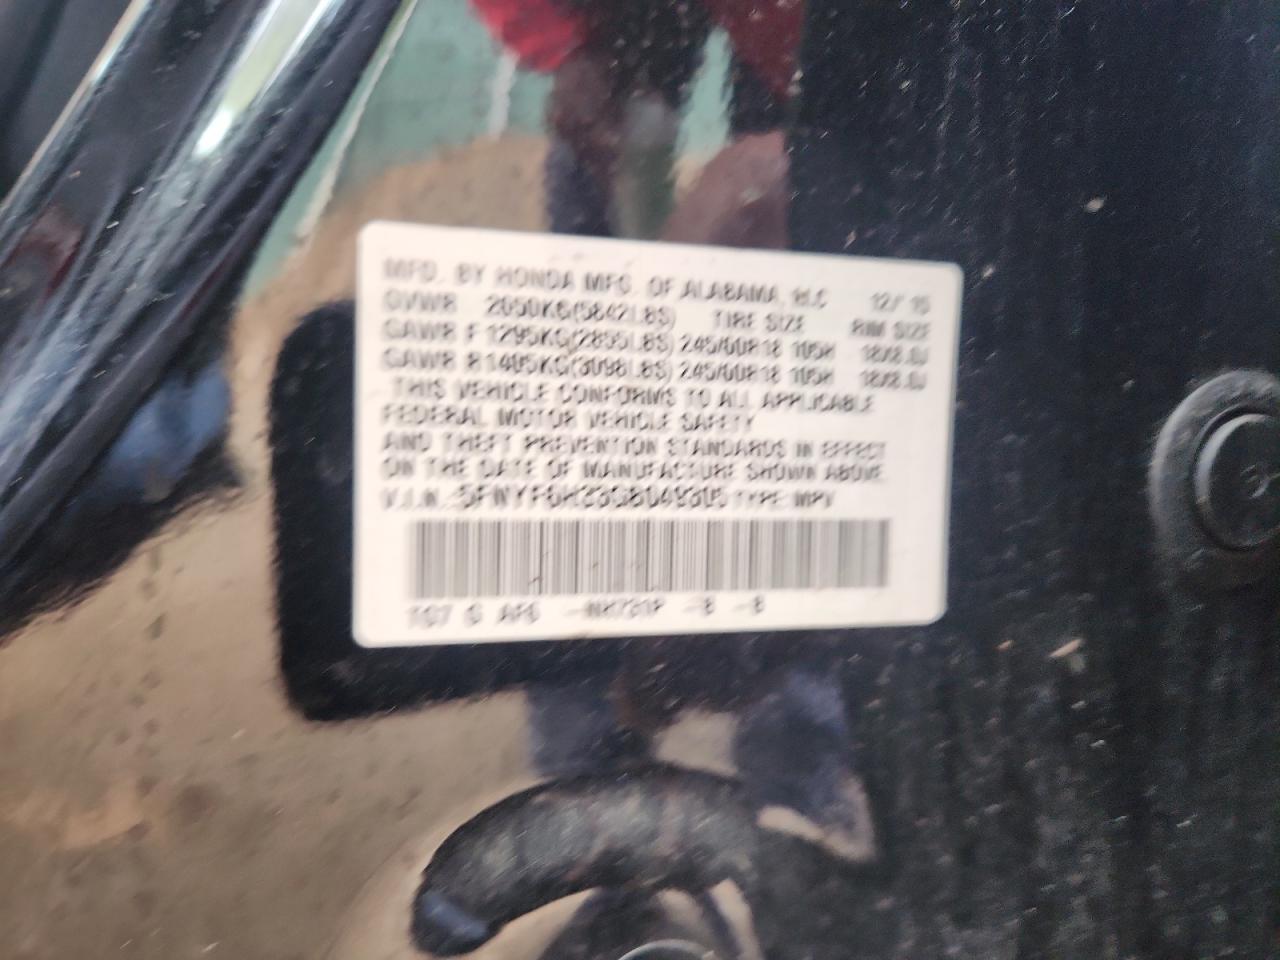 MFD. BY HONDA MFG. OF ALABAMA, LLC 12/ 15
GVWR 2650KG(5842LBS) TIRE SIZE RIM SIZE
GAWR F 1295KG(2855LBS) 245/60R18 105H 18X8.0J
GAWR R 1405KG(3098LBS) 245/60R18 105H 18X8.0J
THIS VEHICLE CONFORMS TO ALL APPLICABLE
FEDERAL MOTOR VEHICLE SAFETY
AND THEFT PREVENTION STANDARDS IN EFFECT
ON THE DATE OF MANUFACTURE SHOWN ABOVE.
V.I.N.: TYPE: MPV
TG7 G -NH731P -B -B